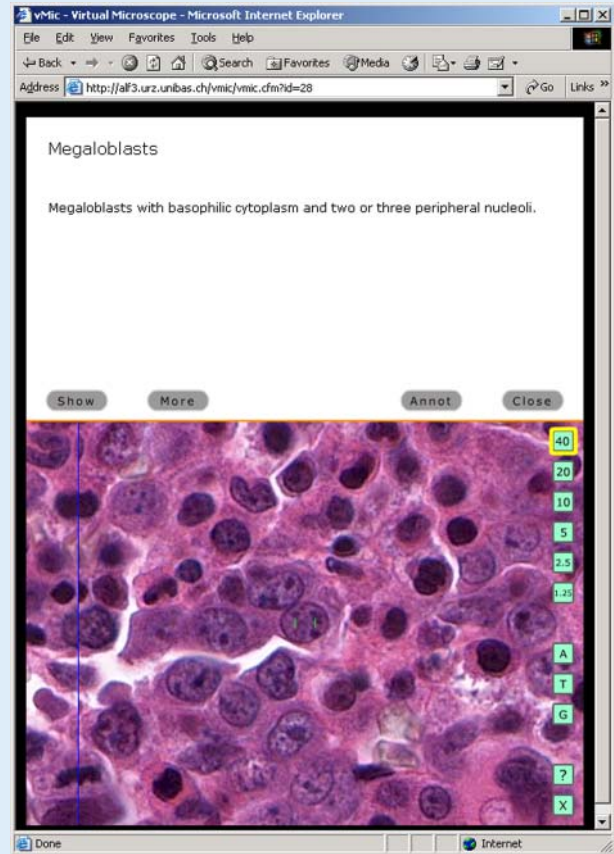 vMic - Virtual Microscope - Microsoft Internet Explorer
File Edit View Favorites Tools Help
Back Search Favorites Media
Address http://alf3.urz.unibas.ch/vmic/vmic.cfm?id=28 Go Links »
Megaloblasts
Megaloblasts with basophilic cytoplasm and two or three peripheral nucleoli.
Show More Annot Close
40
20
10
5
2.5
1.25
A
T
G
?
X
Done Internet